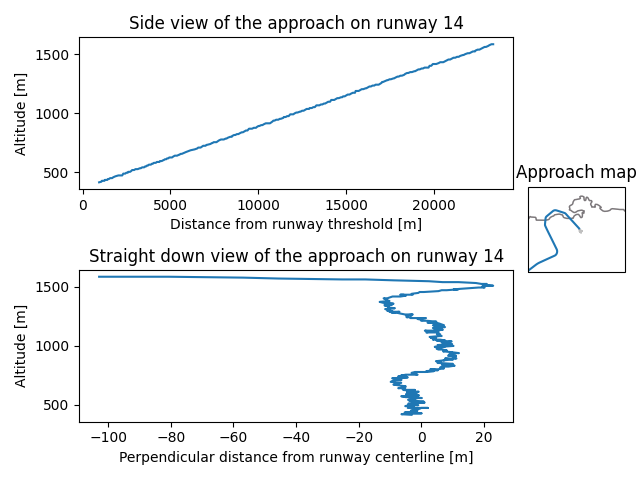 Side view of the approach on runway 14
1500
1000
500
Altitude [m]
0 5000 10000 15000 20000
Distance from runway threshold [m]
Approach map
Straight down view of the approach on runway 14
1500
1000
500
Altitude [m]
−100 −80 −60 −40 −20 0 20
Perpendicular distance from runway centerline [m]